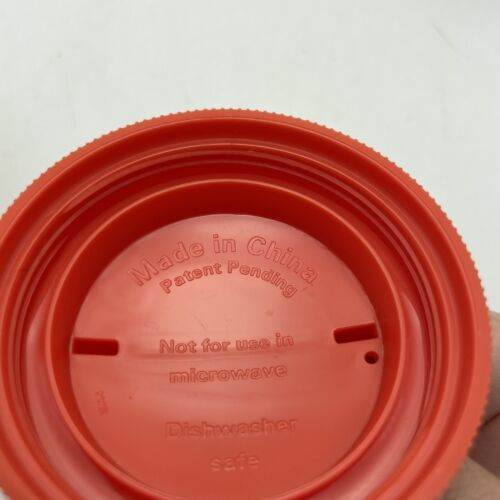 Made in China
Patent Pending
Not for use in
microwave
Dishwasher
safe